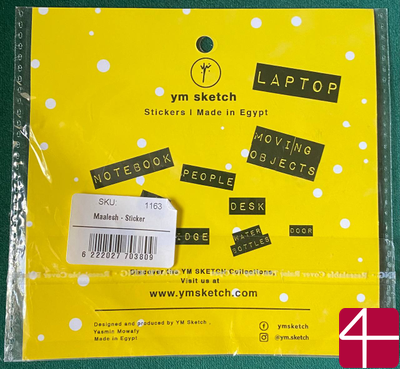 ym sketch
Stickers | Made in Egypt
LAPTOP
MOVING
OBJECTS
NOTEBOOK
PEOPLE
DESK
SKU: 1163
Maalesh - Sticker
6 222027 703809
IDGE
WATER
BOTTLES
DOOR
Discover the YM SKETCH Collections,
Visit us at
www.ymsketch.com
Designed and produced by YM Sketch ,
Yasmin Mowafy
Made in Egypt
ymsketch
@ym.sketch